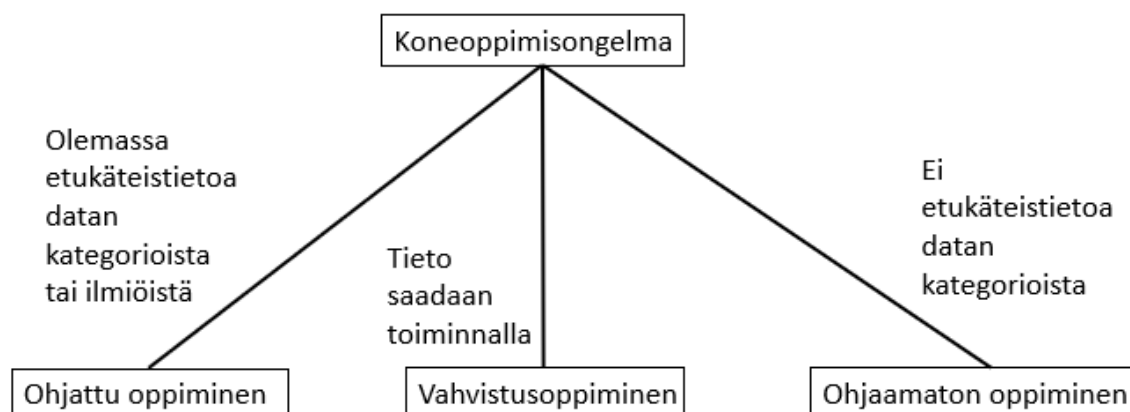 Koneoppimisongelma
Olemassa
etukäteistietoa
datan
kategorioista
tai ilmiöistä
Tieto
saadaan
toiminnalla
Ei
etukäteistietoa
datan
kategorioista
Ohjattu oppiminen
Vahvistusoppiminen
Ohjaamaton oppiminen